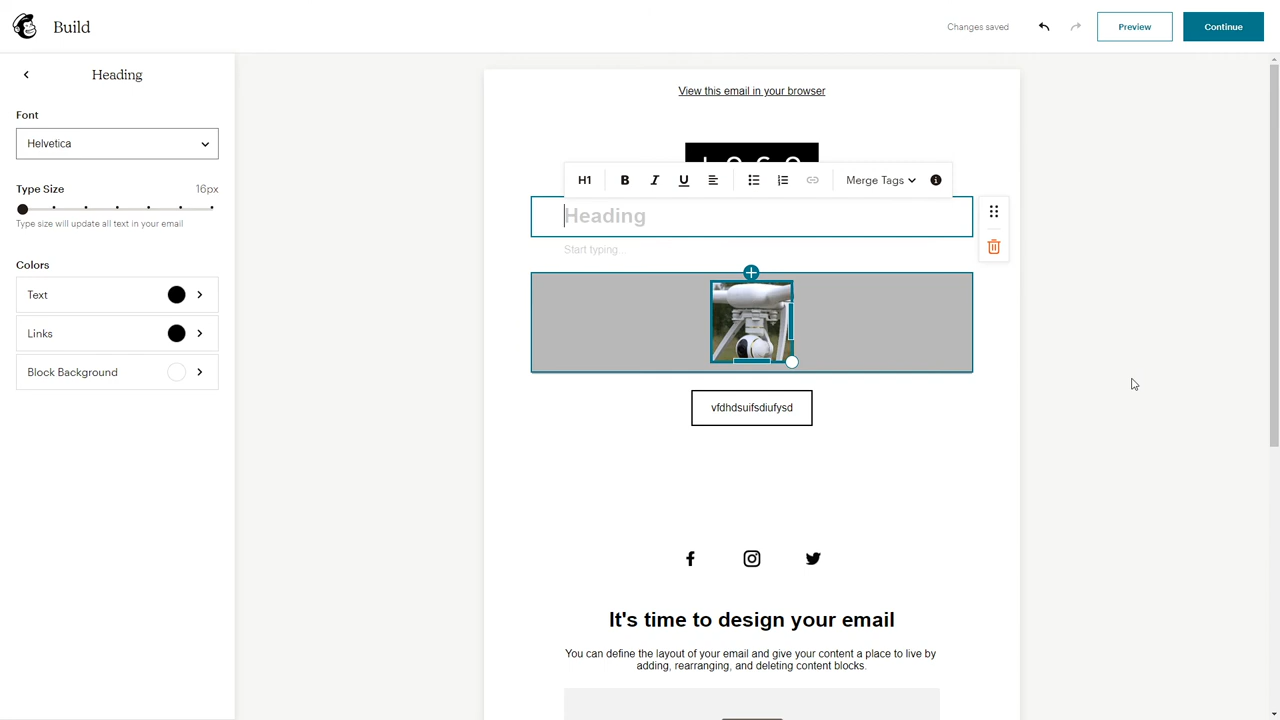 Build
Changes saved
Preview
Continue
Heading
Font
Helvetica
Type Size
16px
Type size will update all text in your email
Colors
Text
Links
Block Background
View this email in your browser
LOGO
H1
B
I
U
Merge Tags
Heading
Start typing...
vfdhdsuifsdiufysd
It's time to design your email
You can define the layout of your email and give your content a place to live by
adding, rearranging, and deleting content blocks.